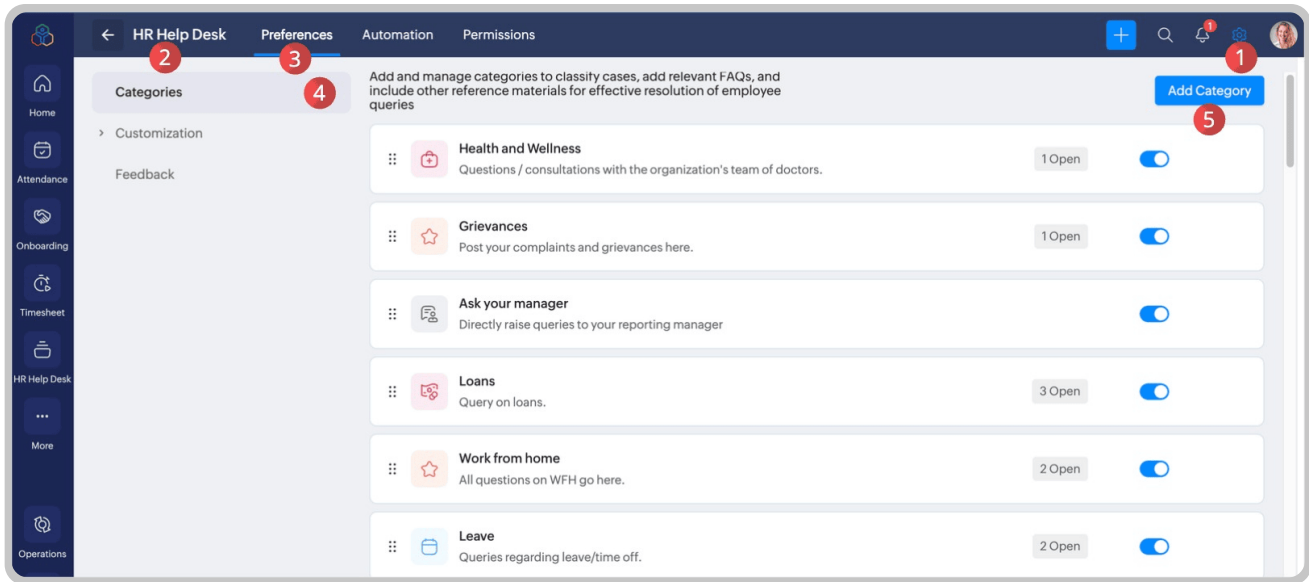 HR Help Desk
Preferences
Automation
Permissions
1
1
2
3
Home
Attendance
Onboarding
Timesheet
HR Help Desk
More
Operations
Categories
4
Customization
Feedback
Add and manage categories to classify cases, add relevant FAQs, and
include other reference materials for effective resolution of employee
queries
Add Category
5
Health and Wellness
Questions / consultations with the organization's team of doctors.
1 Open
Grievances
Post your complaints and grievances here.
1 Open
Ask your manager
Directly raise queries to your reporting manager
Loans
Query on loans.
3 Open
Work from home
All questions on WFH go here.
2 Open
Leave
Queries regarding leave/time off.
2 Open